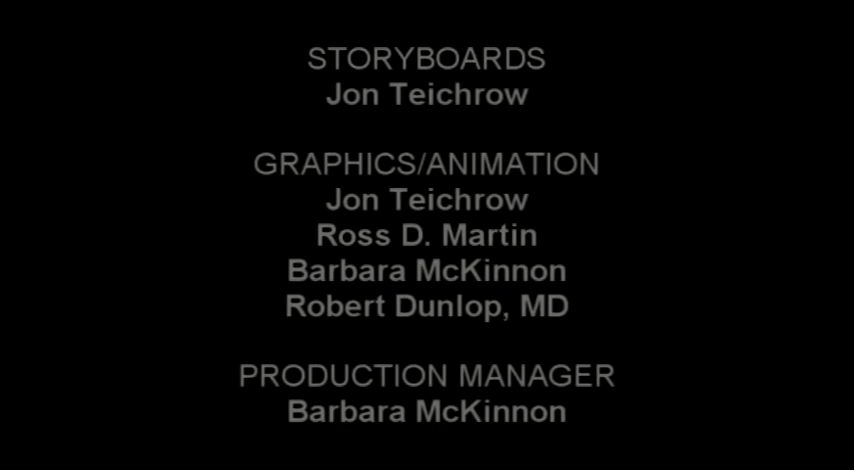 STORYBOARDS
Jon Teichrow
GRAPHICS/ANIMATION
Jon Teichrow
Ross D. Martin
Barbara McKinnon
Robert Dunlop, MD
PRODUCTION MANAGER
Barbara McKinnon